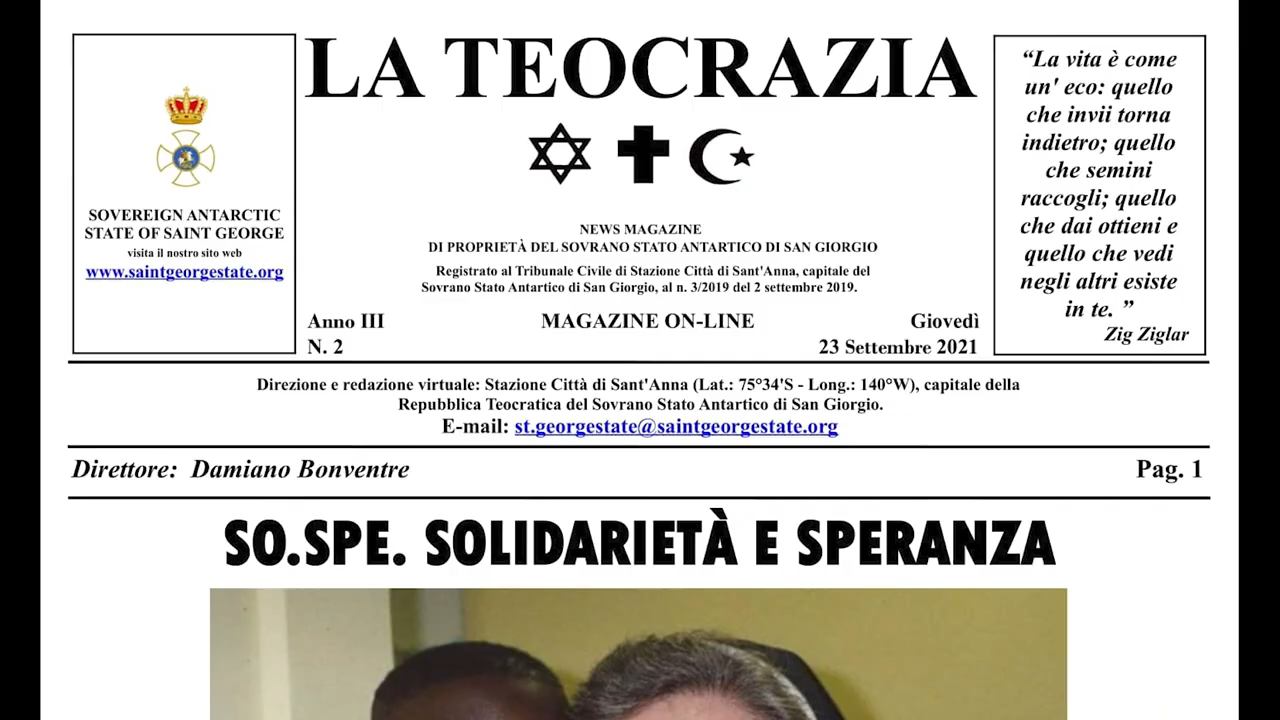 LA TEOCRAZIA
SOVEREIGN ANTARCTIC
STATE OF SAINT GEORGE
visita il nostro sito web
www.saintgeorgestate.org
NEWS MAGAZINE
DI PROPRIETÀ DEL SOVRANO STATO ANTARTICO DI SAN GIORGIO
Registrato al Tribunale Civile di Stazione Città di Sant'Anna, capitale del
Sovrano Stato Antartico di San Giorgio, al n. 3/2019 del 2 settembre 2019.
Anno III MAGAZINE ON-LINE Giovedì
N. 2 23 Settembre 2021
“La vita è come
un' eco: quello
che invii torna
indietro; quello
che semini
raccogli; quello
che dai ottieni e
quello che vedi
negli altri esiste
in te. ”
Zig Ziglar
Direzione e redazione virtuale: Stazione Città di Sant'Anna (Lat.: 75°34'S - Long.: 140°W), capitale della
Repubblica Teocratica del Sovrano Stato Antartico di San Giorgio.
E-mail: st.georgestate@saintgeorgestate.org
Direttore: Damiano Bonventre Pag. 1
SO.SPE. SOLIDARIETÀ E SPERANZA